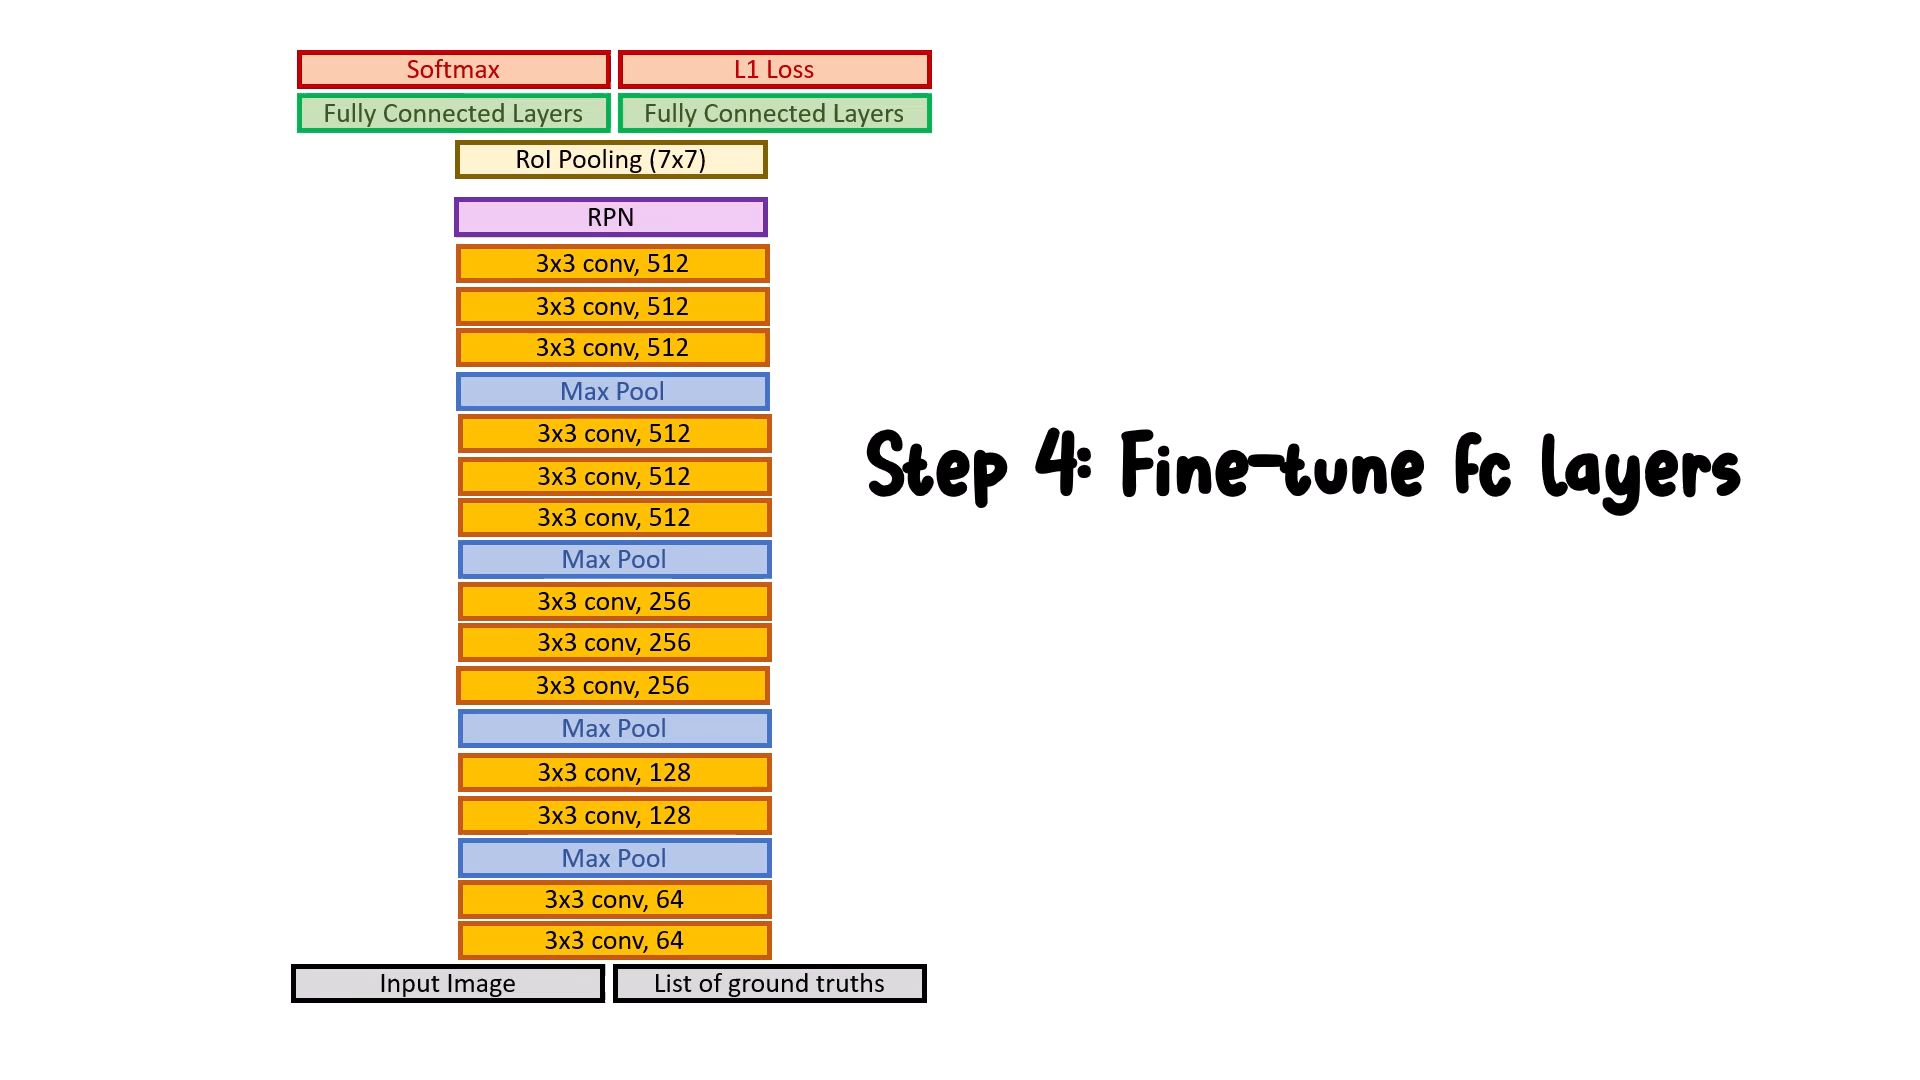 Softmax
L1 Loss
Fully Connected Layers
Fully Connected Layers
RoI Pooling (7x7)
RPN
3x3 conv, 512
3x3 conv, 512
3x3 conv, 512
Max Pool
3x3 conv, 512
3x3 conv, 512
3x3 conv, 512
Max Pool
3x3 conv, 256
3x3 conv, 256
3x3 conv, 256
Max Pool
3x3 conv, 128
3x3 conv, 128
Max Pool
3x3 conv, 64
3x3 conv, 64
Input Image
List of ground truths
Step 4: Fine-tune fc layers